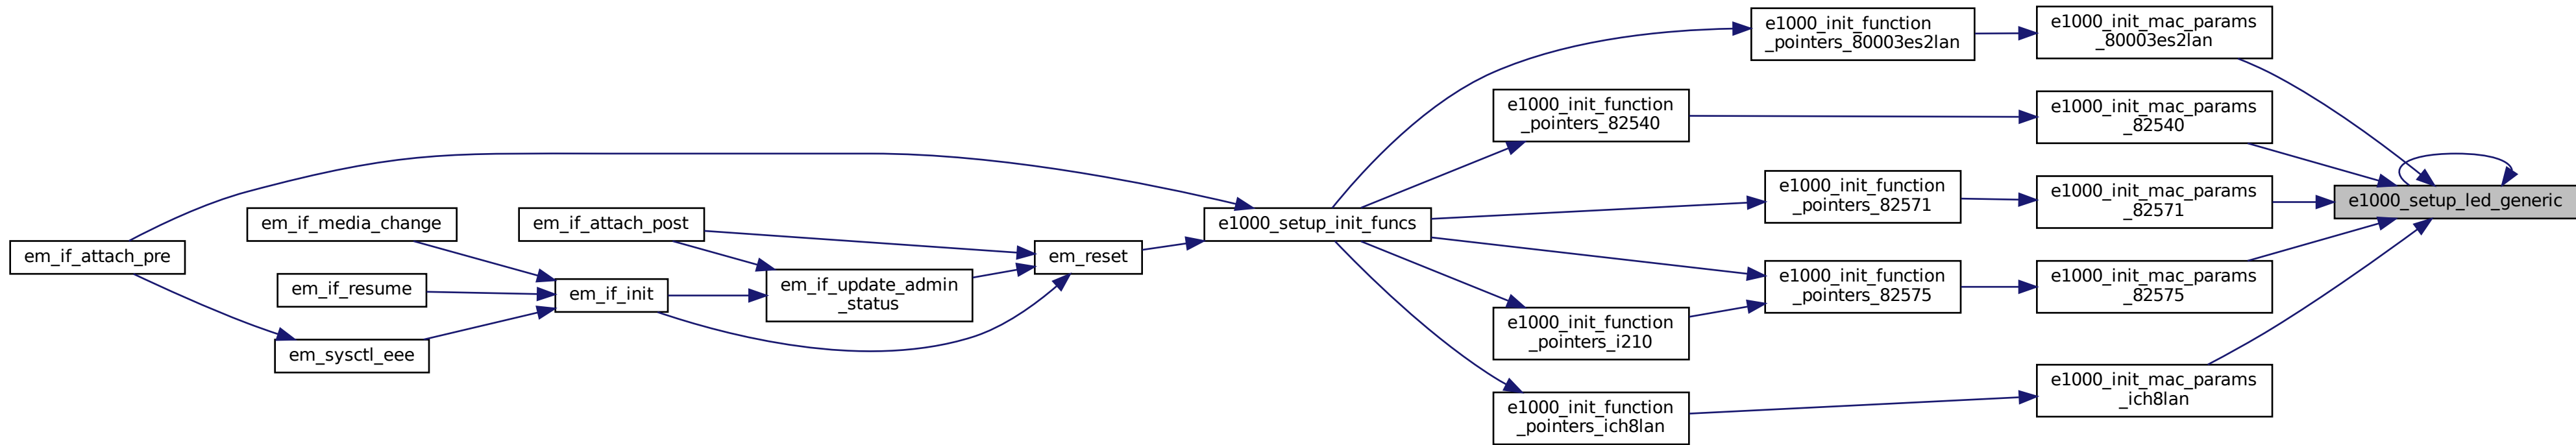 em_if_attach_pre
em_if_media_change
em_if_resume
em_sysctl_eee
em_if_attach_post
em_if_init
em_if_update_admin
_status
em_reset
e1000_setup_init_funcs
e1000_init_function
_pointers_80003es2lan
e1000_init_function
_pointers_82540
e1000_init_function
_pointers_82571
e1000_init_function
_pointers_82575
e1000_init_function
_pointers_i210
e1000_init_function
_pointers_ich8lan
e1000_init_mac_params
_80003es2lan
e1000_init_mac_params
_82540
e1000_init_mac_params
_82571
e1000_init_mac_params
_82575
e1000_init_mac_params
_ich8lan
e1000_setup_led_generic